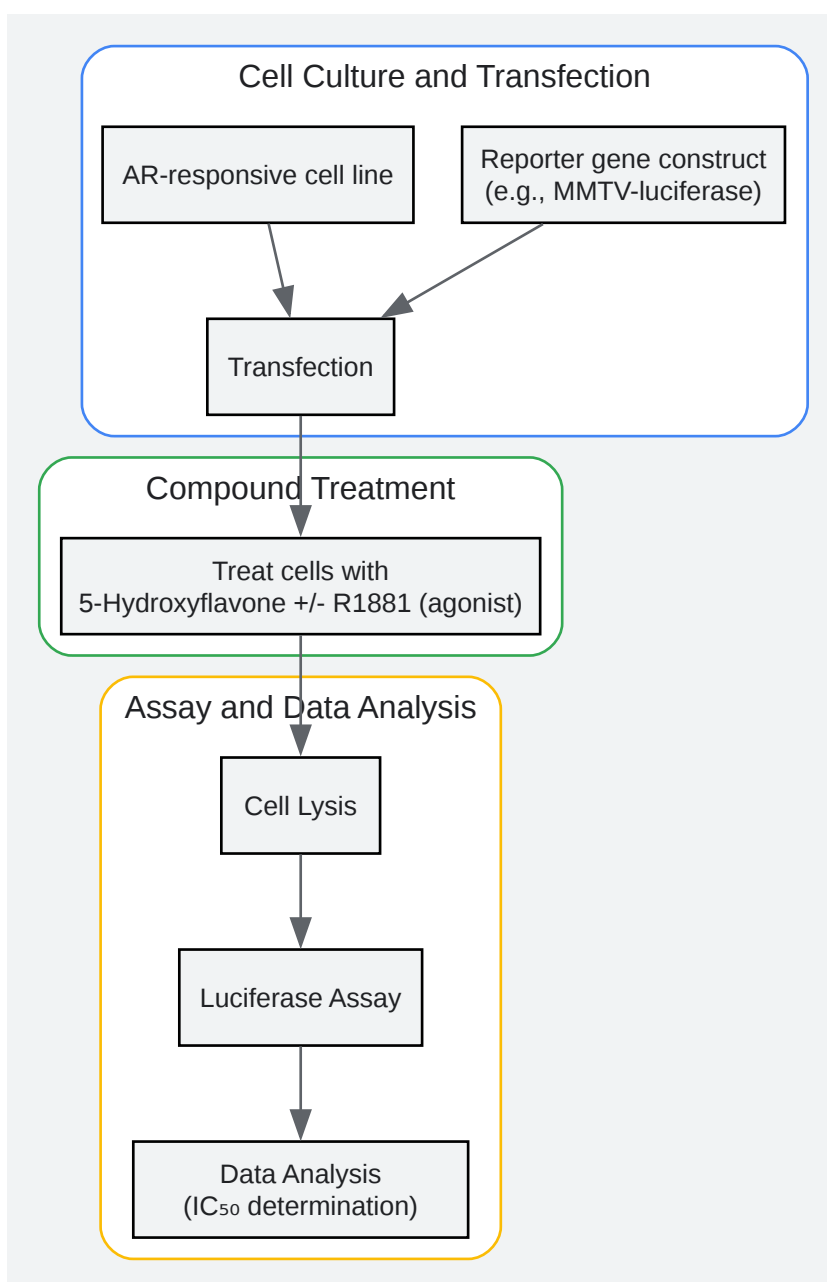 Cell Culture and Transfection
AR-responsive cell line
Reporter gene construct
(e.g., MMTV-luciferase)
Transfection
Compound Treatment
Treat cells with
5-Hydroxyflavone +/- R1881 (agonist)
Assay and Data Analysis
Cell Lysis
Luciferase Assay
Data Analysis
(IC₅₀ determination)